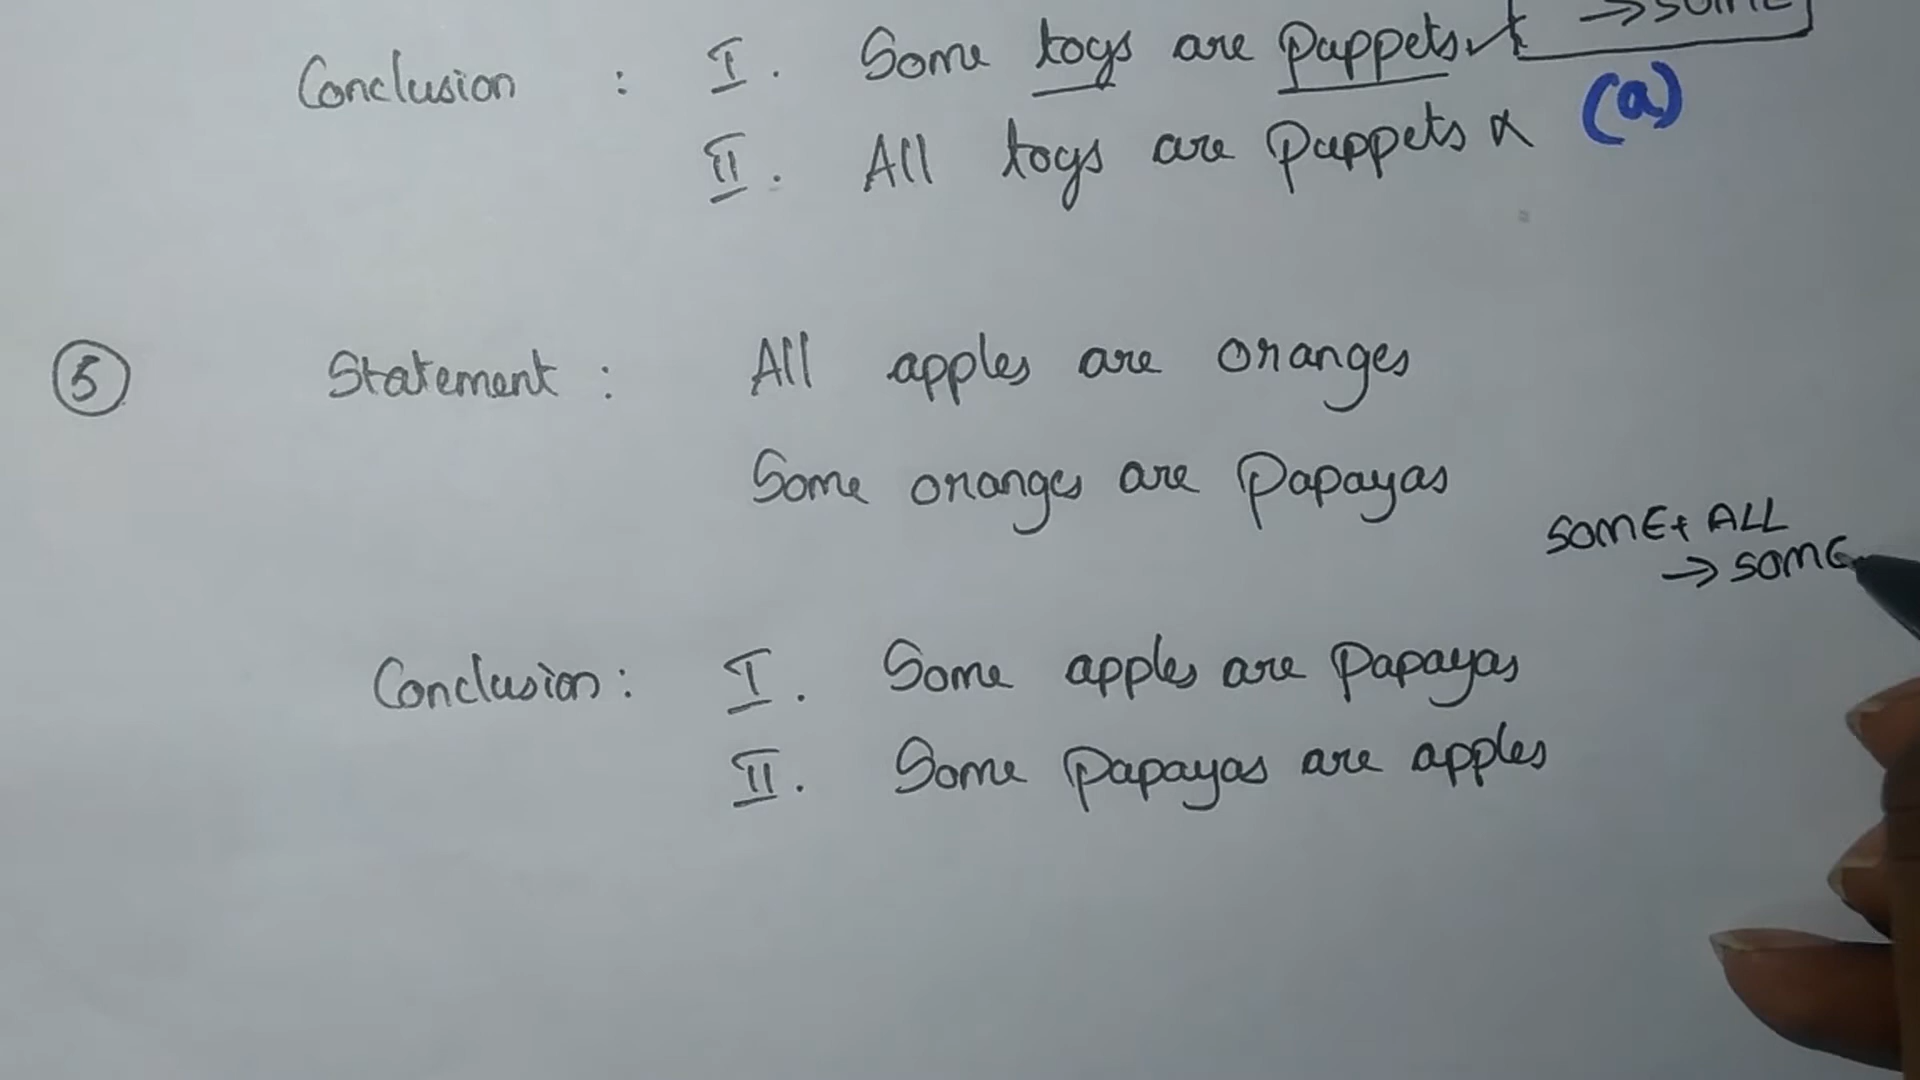 →SOME
Conclusion : I. Some toys are puppets ✓
(a)
II. All toys are puppets x
5 Statement : All apples are oranges
Some oranges are Papayas
SOME+ ALL
→ SOME
Conclusion : I. Some apples are Papayas
II. Some Papayas are apples